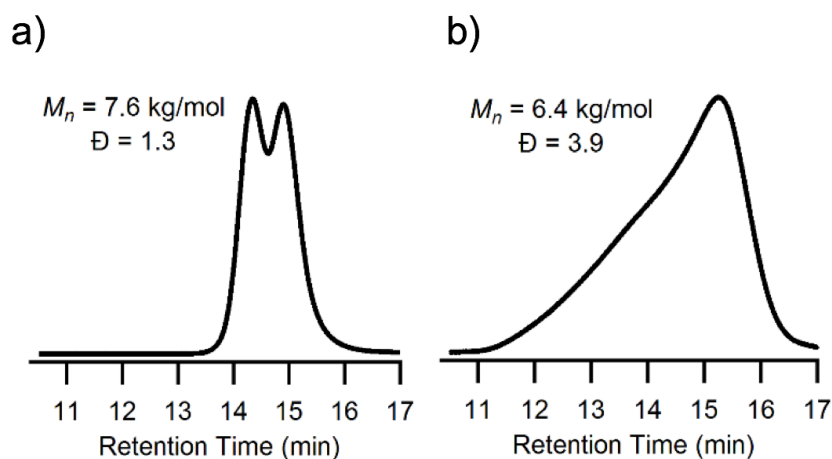 a)
Mn = 7.6 kg/mol
Đ = 1.3
11 12 13 14 15 16 17
Retention Time (min)
b)
Mn = 6.4 kg/mol
Đ = 3.9
11 12 13 14 15 16 17
Retention Time (min)